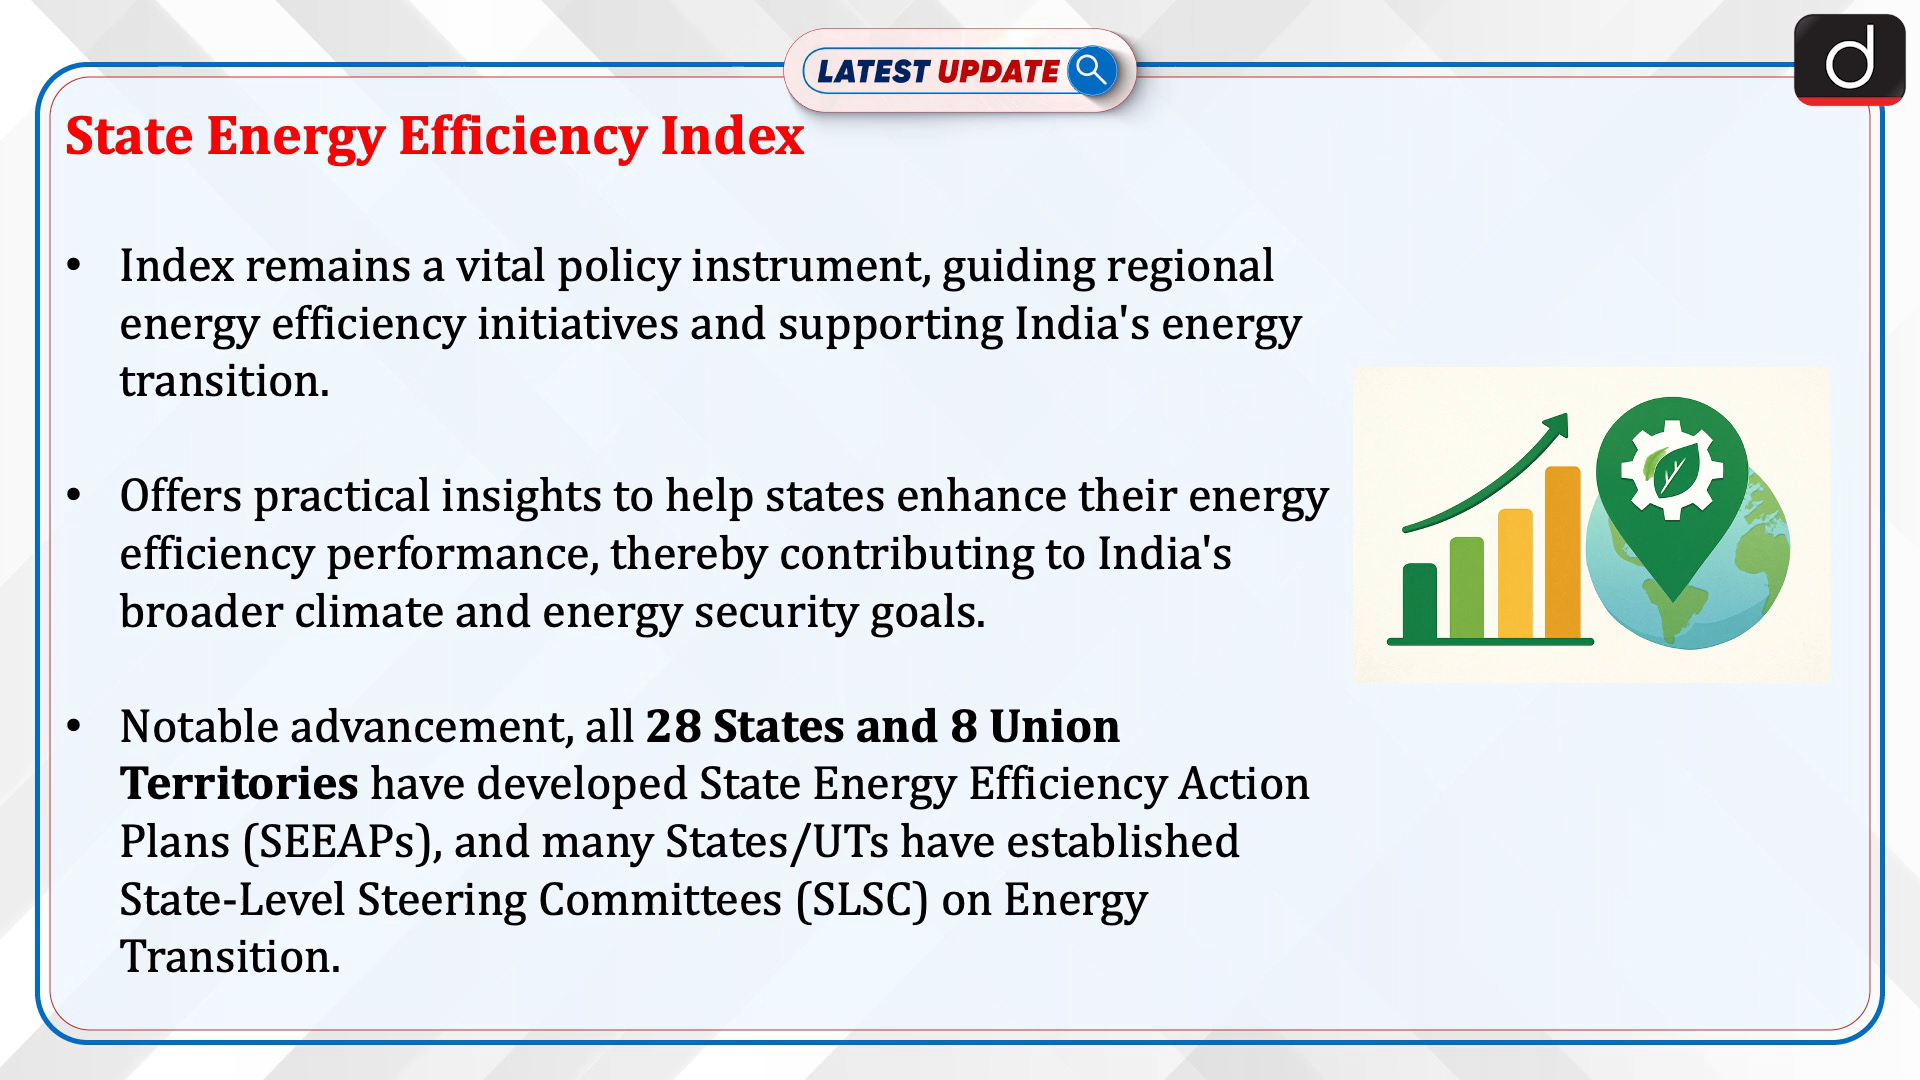 LATEST UPDATE
d
State Energy Efficiency Index
• Index remains a vital policy instrument, guiding regional
energy efficiency initiatives and supporting India's energy
transition.
• Offers practical insights to help states enhance their energy
efficiency performance, thereby contributing to India's
broader climate and energy security goals.
• Notable advancement, all 28 States and 8 Union
Territories have developed State Energy Efficiency Action
Plans (SEEAPs), and many States/UTs have established
State-Level Steering Committees (SLSC) on Energy
Transition.